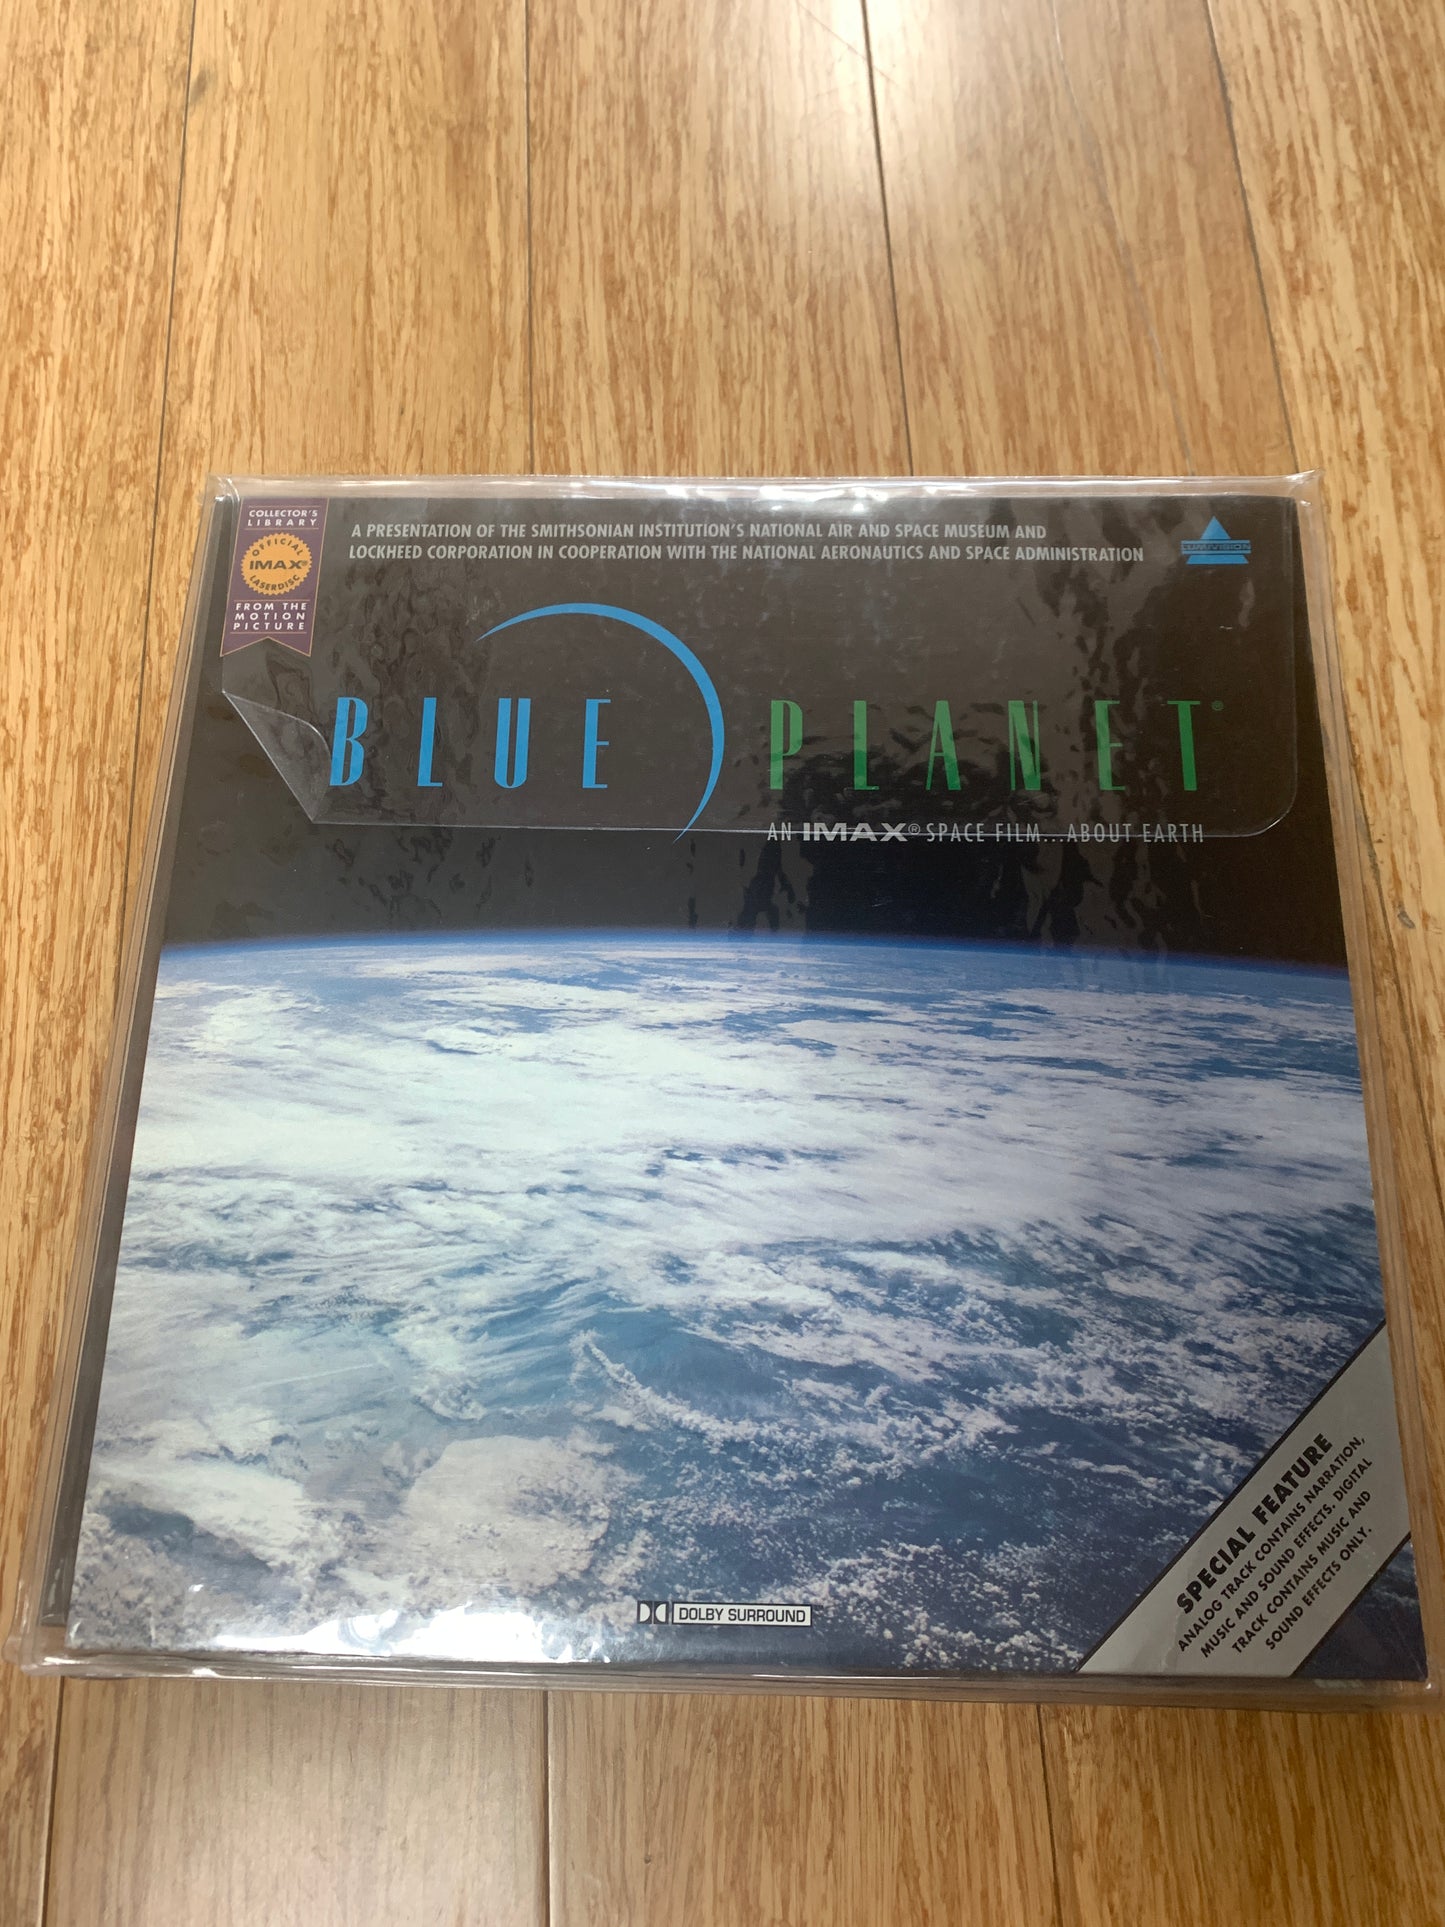 COLLECTOR'S
LIBRARY
OFFICIAL
IMAX®
LASERDISC
FROM THE
MOTION
PICTURE
A PRESENTATION OF THE SMITHSONIAN INSTITUTION'S NATIONAL AIR AND SPACE MUSEUM AND
LOCKHEED CORPORATION IN COOPERATION WITH THE NATIONAL AERONAUTICS AND SPACE ADMINISTRATION
LUMIVISION
BLUE PLANET®
AN IMAX® SPACE FILM...ABOUT EARTH
SPECIAL FEATURE
ANALOG TRACK CONTAINS NARRATION,
MUSIC AND SOUND EFFECTS. DIGITAL
TRACK CONTAINS MUSIC AND
SOUND EFFECTS ONLY.
DOLBY SURROUND